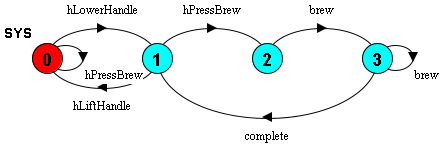 hLowerHandle
hPressBrew
brew
SYS
0
1
2
3
hPressBrew
brew
hLiftHandle
complete